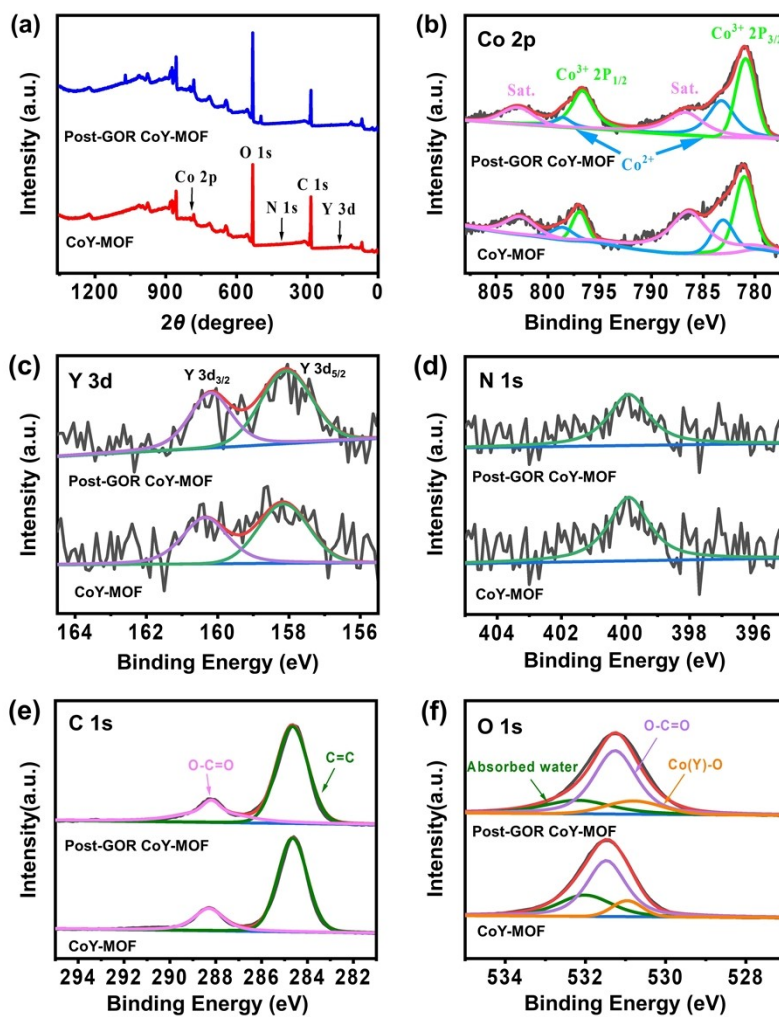 (a)
Intensity (a.u.)
Post-GOR CoY-MOF
O 1s
Co 2p
C 1s
N 1s
Y 3d
CoY-MOF
1200 900 600 300 0
2θ (degree)
(b)
Co 2p
Intensity (a.u.)
Co³⁺ 2P₃/₂
Co³⁺ 2P₁/₂
Sat.
Sat.
Co²⁺
Post-GOR CoY-MOF
CoY-MOF
805 800 795 790 785 780
Binding Energy (eV)
(c)
Y 3d
Intensity (a.u.)
Y 3d₃/₂
Y 3d₅/₂
Post-GOR CoY-MOF
CoY-MOF
164 162 160 158 156
Binding Energy (eV)
(d)
N 1s
Intensity (a.u.)
Post-GOR CoY-MOF
CoY-MOF
404 402 400 398 396
Binding Energy (eV)
(e)
C 1s
Intensity(a.u.)
O-C=O
C=C
Post-GOR CoY-MOF
CoY-MOF
294 292 290 288 286 284 282
Binding Energy (eV)
(f)
O 1s
Intensity(a.u.)
O-C=O
Absorbed water
Co(Y)-O
Post-GOR CoY-MOF
CoY-MOF
534 532 530 528
Binding Energy (eV)